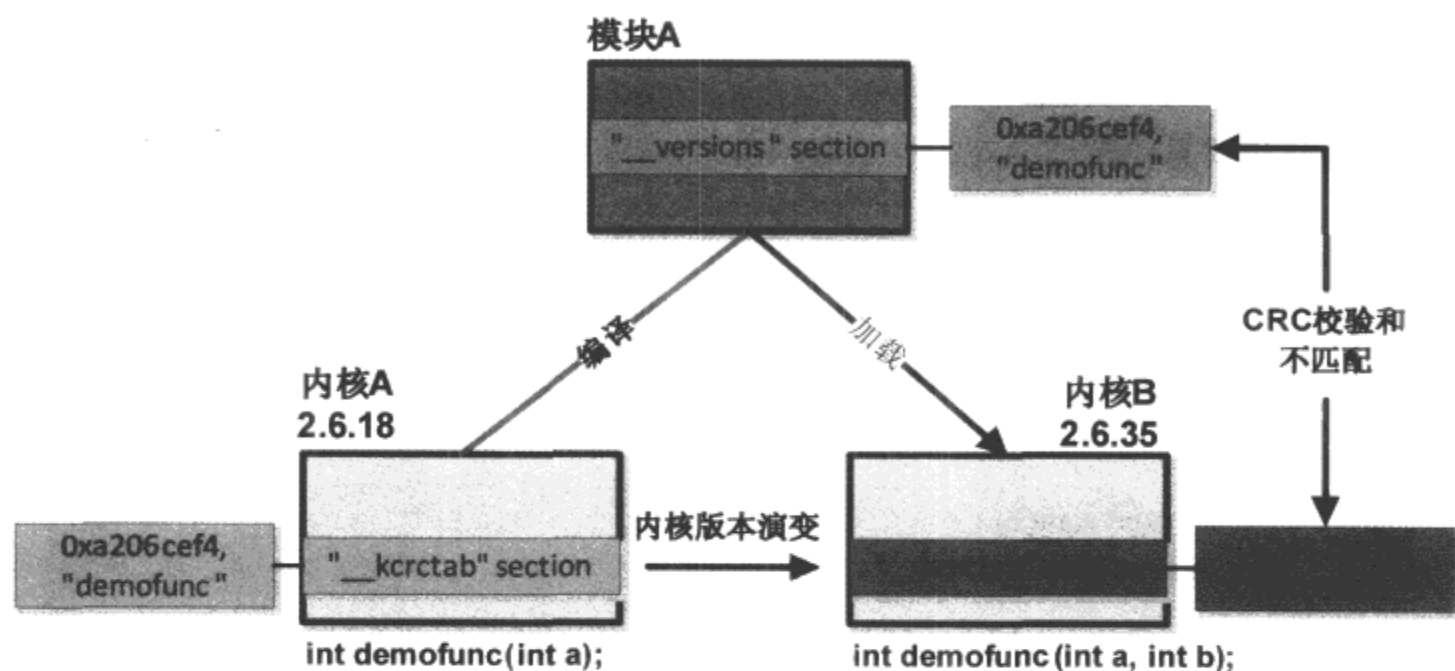 模块A
"__versions" section
0xa206cef4,
"demofunc"
CRC校验和
不匹配
编译
加载
内核A
2.6.18
内核B
2.6.35
0xa206cef4,
"demofunc"
"__kcrctab" section
内核版本演变
int demofunc(int a);
int demofunc(int a, int b);